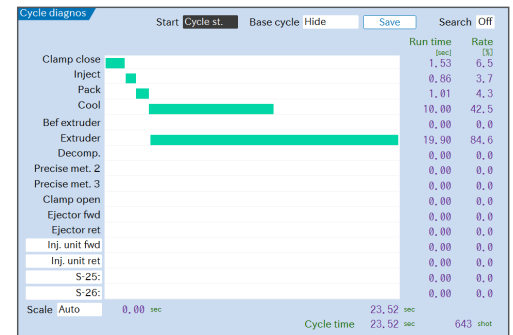 Cycle diagnos
Start Cycle st. Base cycle Hide Save Search Off
Run time Rate
[sec] [%]
Clamp close 1.53 6.5
Inject 0.86 3.7
Pack 1.01 4.3
Cool 10.00 42.5
Bef extruder 0.00 0.0
Extruder 19.90 84.6
Decomp. 0.00 0.0
Precise met. 2 0.00 0.0
Precise met. 3 0.00 0.0
Clamp open 0.00 0.0
Ejector fwd 0.00 0.0
Ejector ret 0.00 0.0
Inj. unit fwd 0.00 0.0
Inj. unit ret 0.00 0.0
S-25: 0.00 0.0
S-26: 0.00 0.0
Scale Auto 0.00 sec 23.52 sec
Cycle time 23.52 sec 643 shot